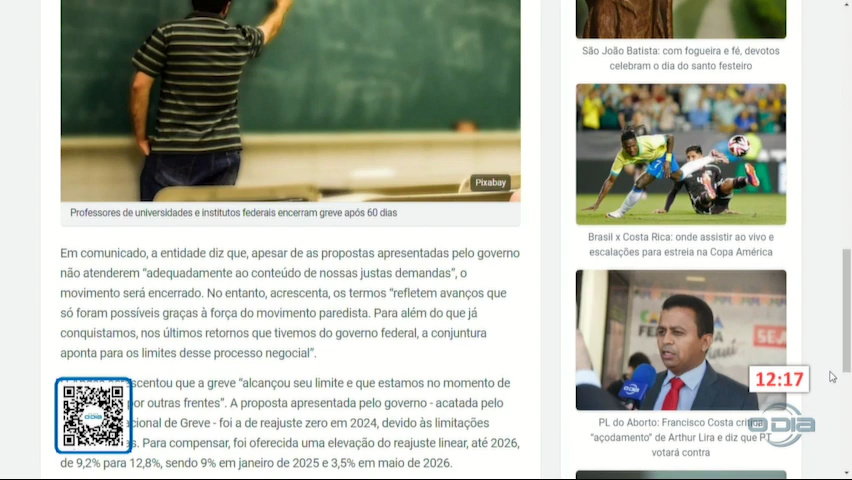 Pixabay
Professores de universidades e institutos federais encerram greve após 60 dias
Em comunicado, a entidade diz que, apesar de as propostas apresentadas pelo governo
não atenderem “adequadamente ao conteúdo de nossas justas demandas”, o
movimento será encerrado. No entanto, acrescenta, os termos “refletem avanços que
só foram possíveis graças à força do movimento paredista. Para além do que já
conquistamos, nos últimos retornos que tivemos do governo federal, a conjuntura
aponta para os limites desse processo negocial”.
que a greve “alcançou seu limite e que estamos no momento de
por outras frentes”. A proposta apresentada pelo governo - acatada pelo
de Greve - foi a de reajuste zero em 2024, devido às limitações
Para compensar, foi oferecida uma elevação do reajuste linear, até 2026,
de 9,2% para 12,8%, sendo 9% em janeiro de 2025 e 3,5% em maio de 2026.
O DIA
São João Batista: com fogueira e fé, devotos
celebram o dia do santo festeiro
Brasil x Costa Rica: onde assistir ao vivo e
escalações para estreia na Copa América
SEJA
12:17
PL do Aborto: Francisco Costa critica
“açodamento” de Arthur Lira e diz que PT
votará contra
O DIA